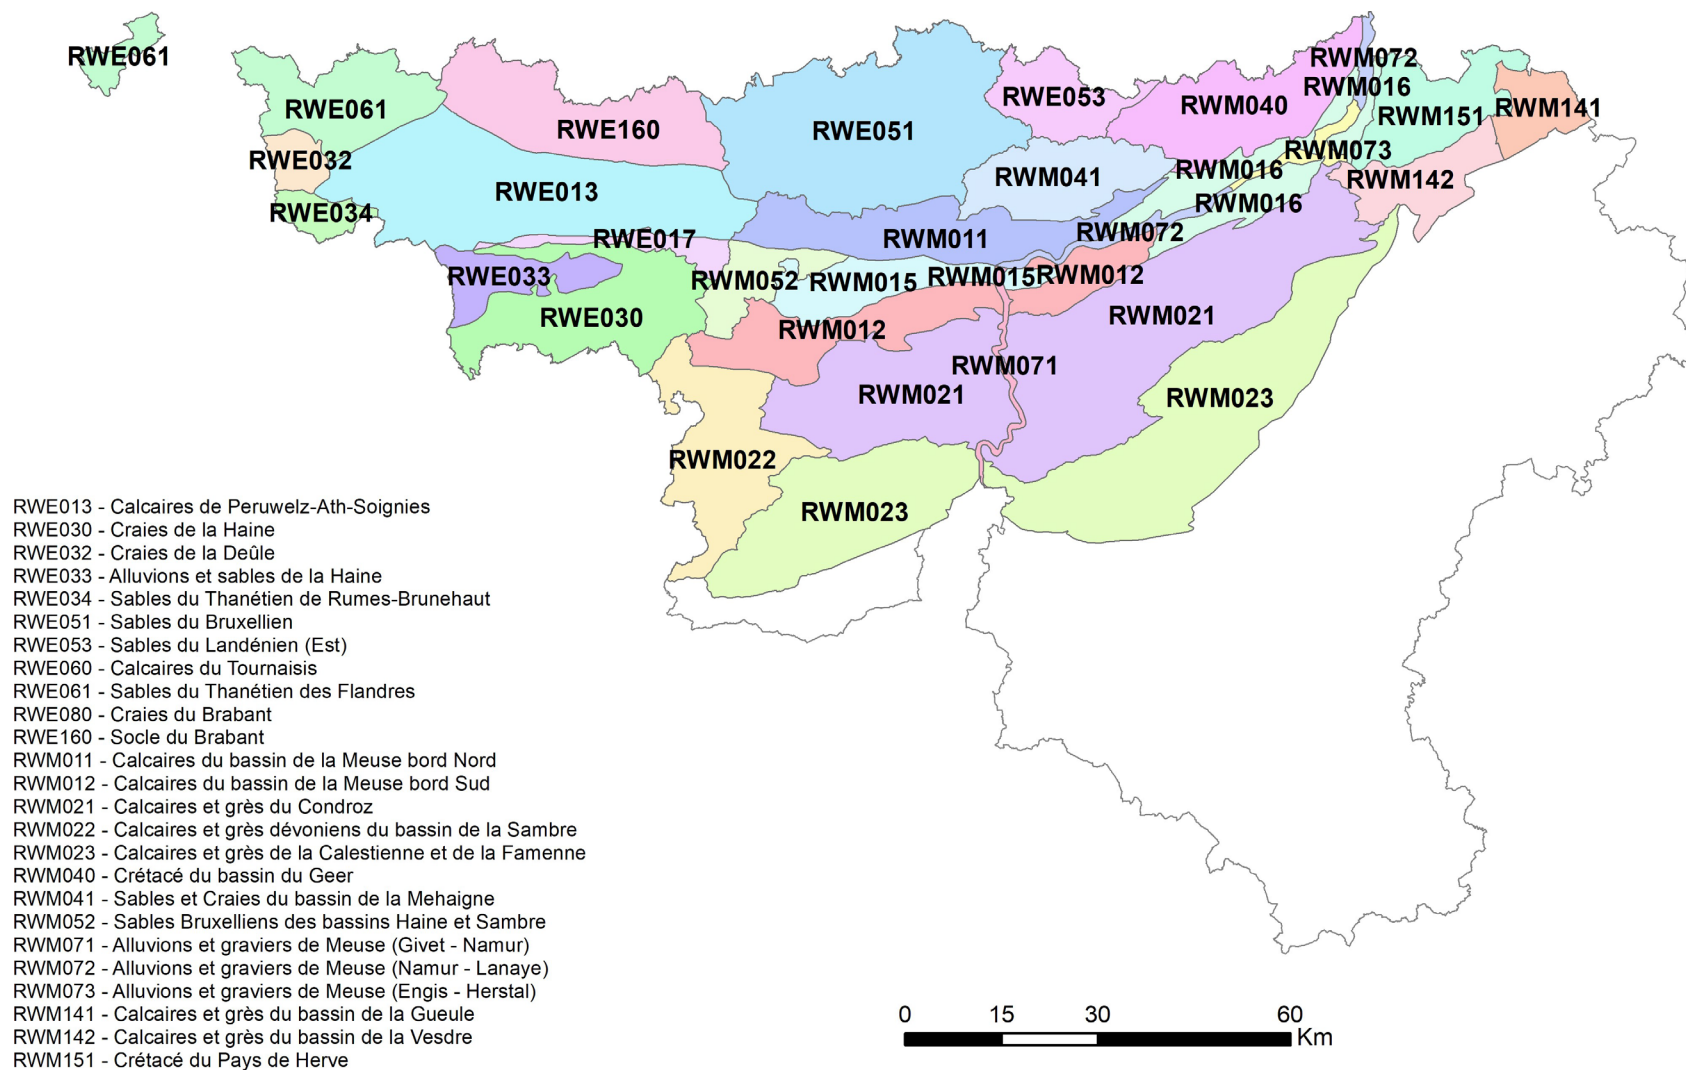 RWE061
RWE061
RWE160
RWE051
RWE053
RWM040
RWM072
RWM016
RWM151
RWM141
RWE032
RWE013
RWM041
RWM016
RWM073
RWM142
RWE034
RWE017
RWM011
RWM072
RWM016
RWE033
RWE030
RWM052
RWM015
RWM015
RWM012
RWM012
RWM021
RWM071
RWM021
RWM023
RWM022
RWM023
RWE013 - Calcaires de Peruwelz-Ath-Soignies
RWE030 - Craies de la Haine
RWE032 - Craies de la Deûle
RWE033 - Alluvions et sables de la Haine
RWE034 - Sables du Thanétien de Rumes-Brunehaut
RWE051 - Sables du Bruxellien
RWE053 - Sables du Landénien (Est)
RWE060 - Calcaires du Tournaisis
RWE061 - Sables du Thanétien des Flandres
RWE080 - Craies du Brabant
RWE160 - Socle du Brabant
RWM011 - Calcaires du bassin de la Meuse bord Nord
RWM012 - Calcaires du bassin de la Meuse bord Sud
RWM021 - Calcaires et grès du Condroz
RWM022 - Calcaires et grès dévoniens du bassin de la Sambre
RWM023 - Calcaires et grès de la Calestienne et de la Famenne
RWM040 - Crétacé du bassin du Geer
RWM041 - Sables et Craies du bassin de la Mehaigne
RWM052 - Sables Bruxelliens des bassins Haine et Sambre
RWM071 - Alluvions et graviers de Meuse (Givet - Namur)
RWM072 - Alluvions et graviers de Meuse (Namur - Lanaye)
RWM073 - Alluvions et graviers de Meuse (Engis - Herstal)
RWM141 - Calcaires et grès du bassin de la Gueule
RWM142 - Calcaires et grès du bassin de la Vesdre
RWM151 - Crétacé du Pays de Herve
0 15 30 60
Km